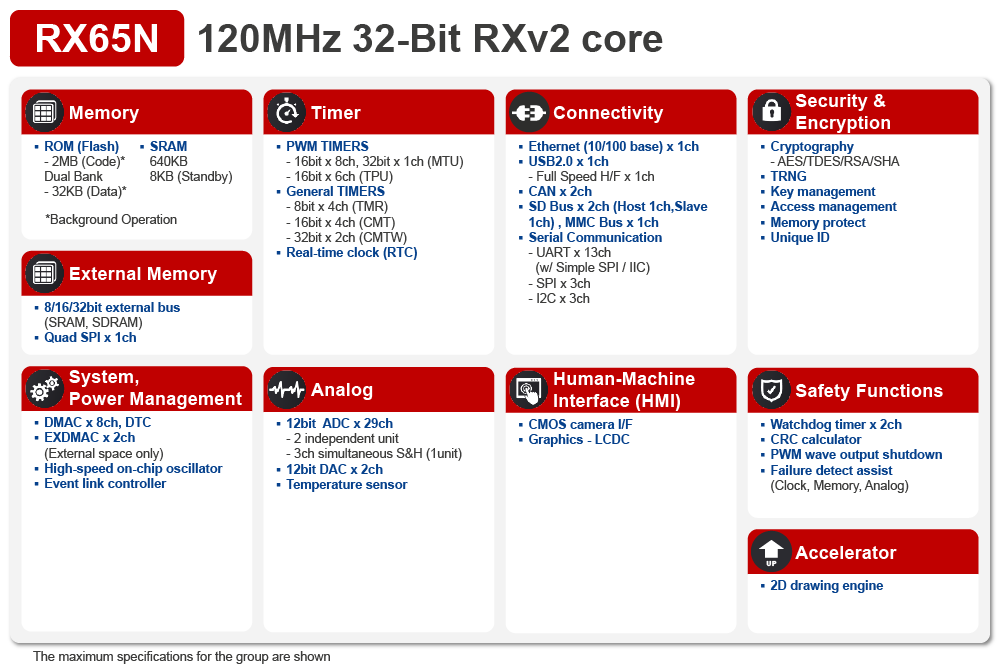 RX65N 120MHz 32-Bit RXv2 core
Memory
▪ ROM (Flash)
- 2MB (Code)*
Dual Bank
- 32KB (Data)*
▪ SRAM
640KB
8KB (Standby)
*Background Operation
External Memory
▪ 8/16/32bit external bus
(SRAM, SDRAM)
▪ Quad SPI x 1ch
Timer
▪ PWM TIMERS
- 16bit x 8ch, 32bit x 1ch (MTU)
- 16bit x 6ch (TPU)
▪ General TIMERS
- 8bit x 4ch (TMR)
- 16bit x 4ch (CMT)
- 32bit x 2ch (CMTW)
▪ Real-time clock (RTC)
Connectivity
▪ Ethernet (10/100 base) x 1ch
▪ USB2.0 x 1ch
- Full Speed H/F x 1ch
▪ CAN x 2ch
▪ SD Bus x 2ch (Host 1ch,Slave
1ch) , MMC Bus x 1ch
▪ Serial Communication
- UART x 13ch
(w/ Simple SPI / IIC)
- SPI x 3ch
- I2C x 3ch
Security &
Encryption
▪ Cryptography
- AES/TDES/RSA/SHA
▪ TRNG
▪ Key management
▪ Access management
▪ Memory protect
▪ Unique ID
System,
Power Management
▪ DMAC x 8ch, DTC
▪ EXDMAC x 2ch
(External space only)
▪ High-speed on-chip oscillator
▪ Event link controller
Analog
▪ 12bit ADC x 29ch
- 2 independent unit
- 3ch simultaneous S&H (1unit)
▪ 12bit DAC x 2ch
▪ Temperature sensor
Human-Machine
Interface (HMI)
▪ CMOS camera I/F
▪ Graphics - LCDC
Safety Functions
▪ Watchdog timer x 2ch
▪ CRC calculator
▪ PWM wave output shutdown
▪ Failure detect assist
(Clock, Memory, Analog)
UP
Accelerator
▪ 2D drawing engine
The maximum specifications for the group are shown